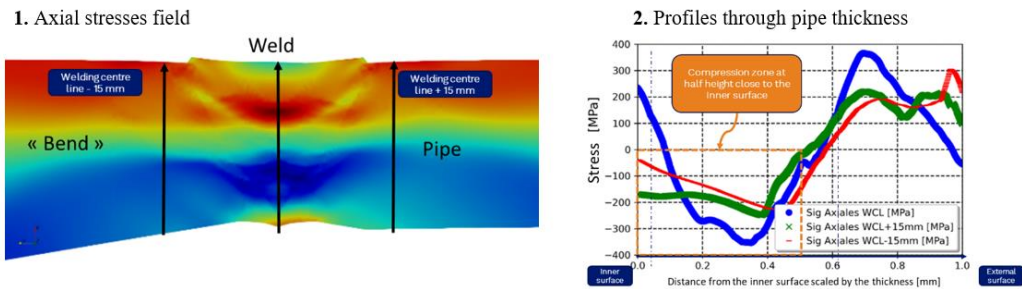 1. Axial stresses field
Weld
Welding centre
line - 15 mm
Welding centre
line + 15 mm
« Bend »
Pipe
2. Profiles through pipe thickness
400
300
200
100
0
−100
−200
−300
−400
Stress [MPa]
Compression zone at
half height close to the
inner surface
Sig Axiales WCL [MPa]
Sig Axiales WCL+15mm [MPa]
Sig Axiales WCL-15mm [MPa]
0.0 0.2 0.4 0.6 0.8 1.0
Inner
surface
Distance from the inner surface scaled by the thickness [mm]
External
surface